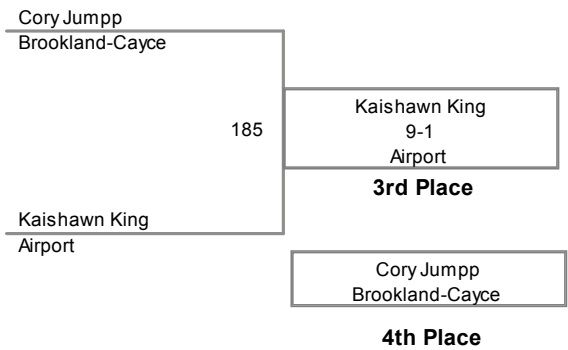 Cory Jumpp
Brookland-Cayce
185
Kaishawn King
9-1
Airport
3rd Place
Kaishawn King
Airport
Cory Jumpp
Brookland-Cayce
4th Place